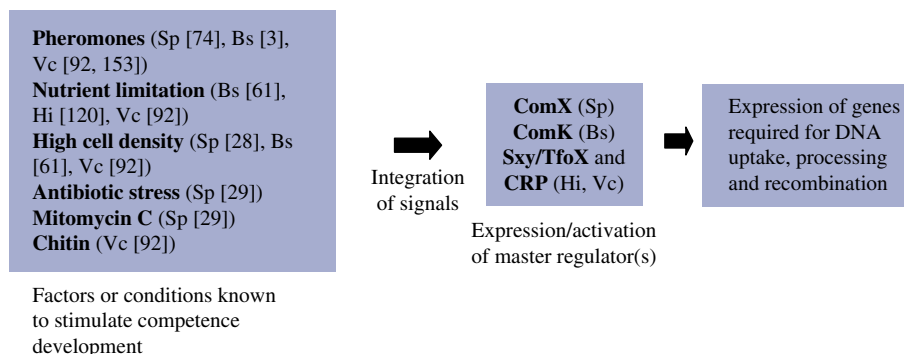 Pheromones (Sp [74], Bs [3],
Vc [92, 153])
Nutrient limitation (Bs [61],
Hi [120], Vc [92])
High cell density (Sp [28], Bs
[61], Vc [92])
Antibiotic stress (Sp [29])
Mitomycin C (Sp [29])
Chitin (Vc [92])
Factors or conditions known
to stimulate competence
development
Integration
of signals
ComX (Sp)
ComK (Bs)
Sxy/TfoX and
CRP (Hi, Vc)
Expression/activation
of master regulator(s)
Expression of genes
required for DNA
uptake, processing
and recombination